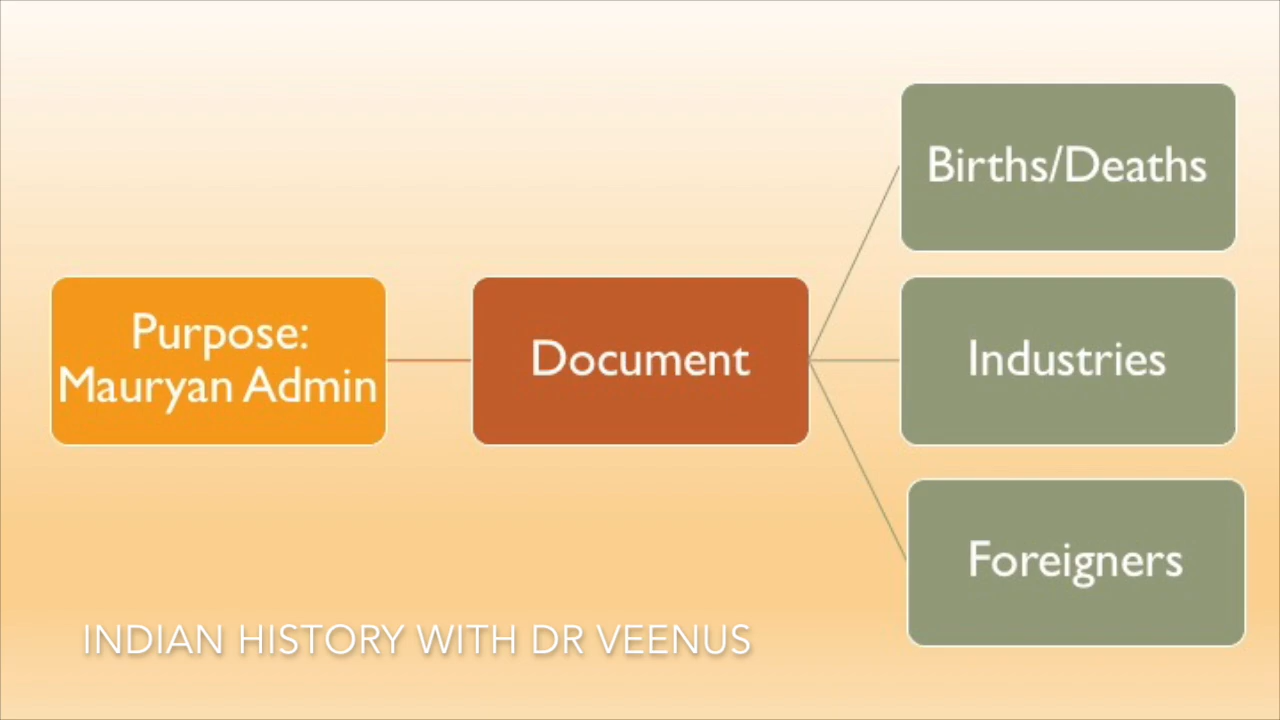 Purpose:
Mauryan Admin
Document
Births/Deaths
Industries
Foreigners
INDIAN HISTORY WITH DR VEENUS